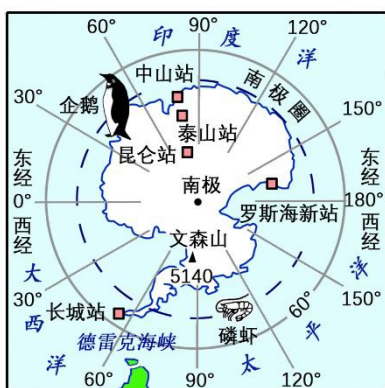 60°
90°
120°
印度洋
中山站
南极圈
企鹅
30°
150°
泰山站
昆仑站
南极
东经
0°
西经
180°
东经
西经
罗斯海新站
文森山
5140
大西洋
30°
长城站
60°
150°
磷虾
太平洋
德雷克海峡
60°
90°
120°